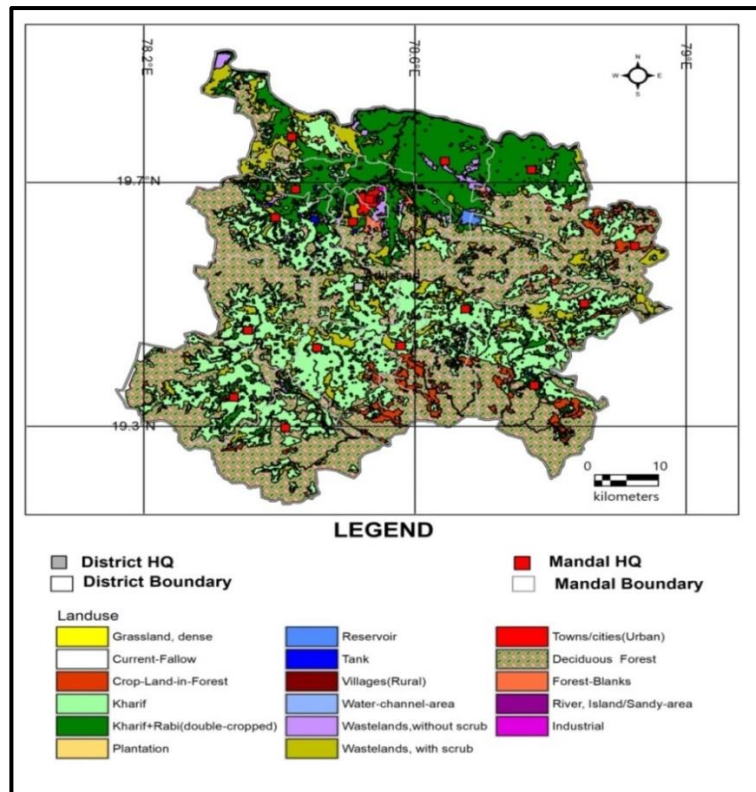 78.2°E
78.6°E
79°E
N
W E
S
19.7°N
19.3°N
0 10
kilometers
LEGEND
District HQ
Mandal HQ
District Boundary
Mandal Boundary
Landuse
Grassland, dense
Reservoir
Towns/cities(Urban)
Current-Fallow
Tank
Deciduous Forest
Crop-Land-in-Forest
Villages(Rural)
Forest-Blanks
Kharif
Water-channel-area
River, Island/Sandy-area
Kharif+Rabi(double-cropped)
Wastelands,without scrub
Industrial
Plantation
Wastelands, with scrub